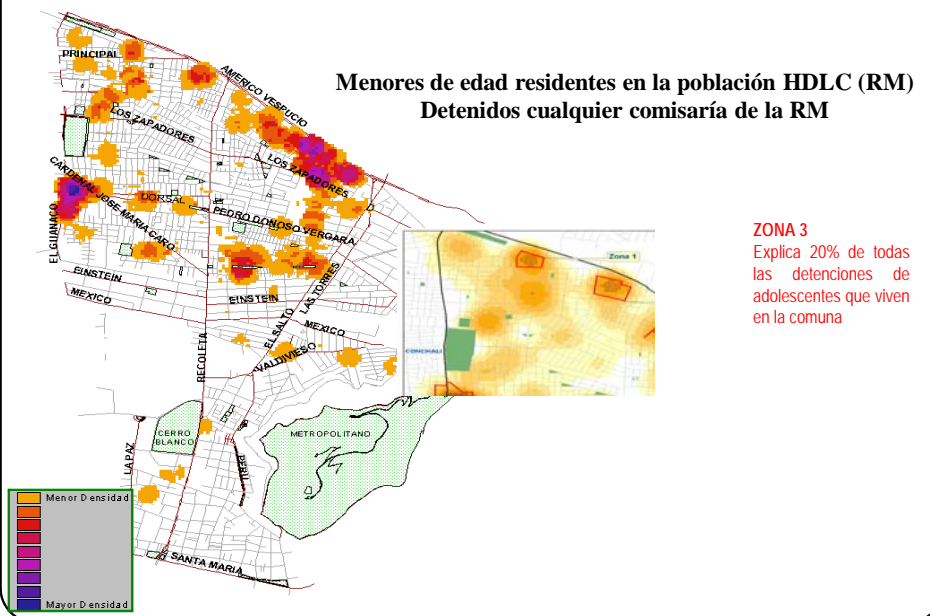 Menores de edad residentes en la población HDLC (RM)
Detenidos cualquier comisaría de la RM
PRINCIPAL
AMERICO VESPUCIO
LOS ZAPADORES
LOS ZAPADORES
CARDENAL JOSE MARIA CARO
DORSAL
PEDRO DONOSO VERGARA
EL GUANACO
EINSTEIN
MEXICO
EINSTEIN
LAS TORRES
EL SALTO
MEXICO
VALDIVIESO
RECOLETA
Zona 1
CONCHALI
ZONA 3
Explica 20% de todas
las detenciones de
adolescentes que viven
en la comuna
CERRO
BLANCO
METROPOLITANO
LA PAZ
PERU
SANTA MARIA
Menor Densidad
Mayor Densidad